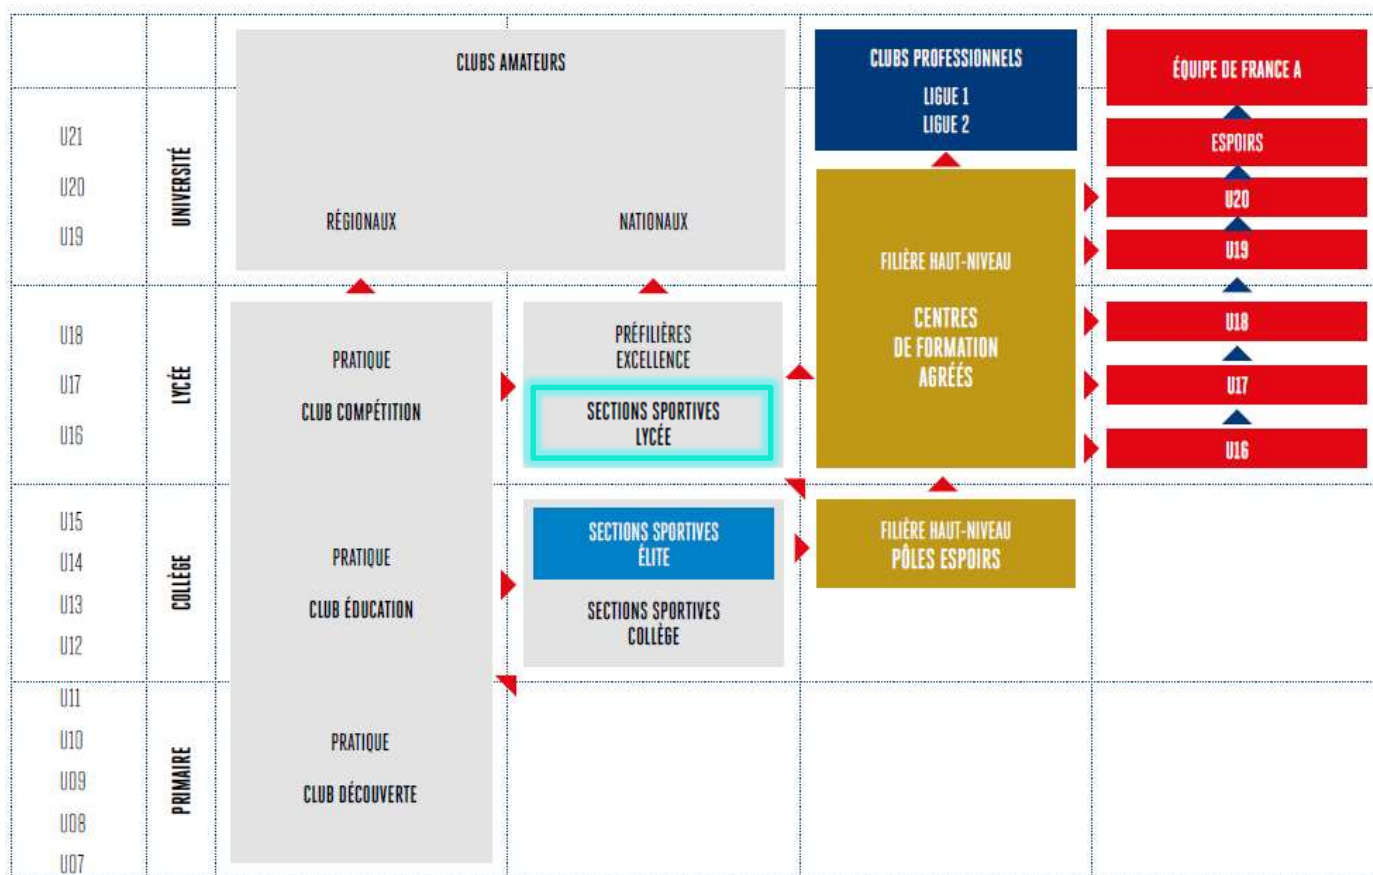 CLUBS AMATEURS
RÉGIONAUX
NATIONAUX
CLUBS PROFESSIONNELS
LIGUE 1
LIGUE 2
ÉQUIPE DE FRANCE A
ESPOIRS
U20
U19
U18
U17
U16
UNIVERSITÉ
U21
U20
U19
FILIÈRE HAUT-NIVEAU
CENTRES
DE FORMATION
AGRÉÉS
LYCÉE
U18
U17
U16
PRATIQUE
CLUB COMPÉTITION
PRÉFILIÈRES
EXCELLENCE
SECTIONS SPORTIVES
LYCÉE
COLLÈGE
U15
U14
U13
U12
PRATIQUE
CLUB ÉDUCATION
SECTIONS SPORTIVES
ÉLITE
SECTIONS SPORTIVES
COLLÈGE
FILIÈRE HAUT-NIVEAU
PÔLES ESPOIRS
PRIMAIRE
U11
U10
U09
U08
U07
PRATIQUE
CLUB DÉCOUVERTE